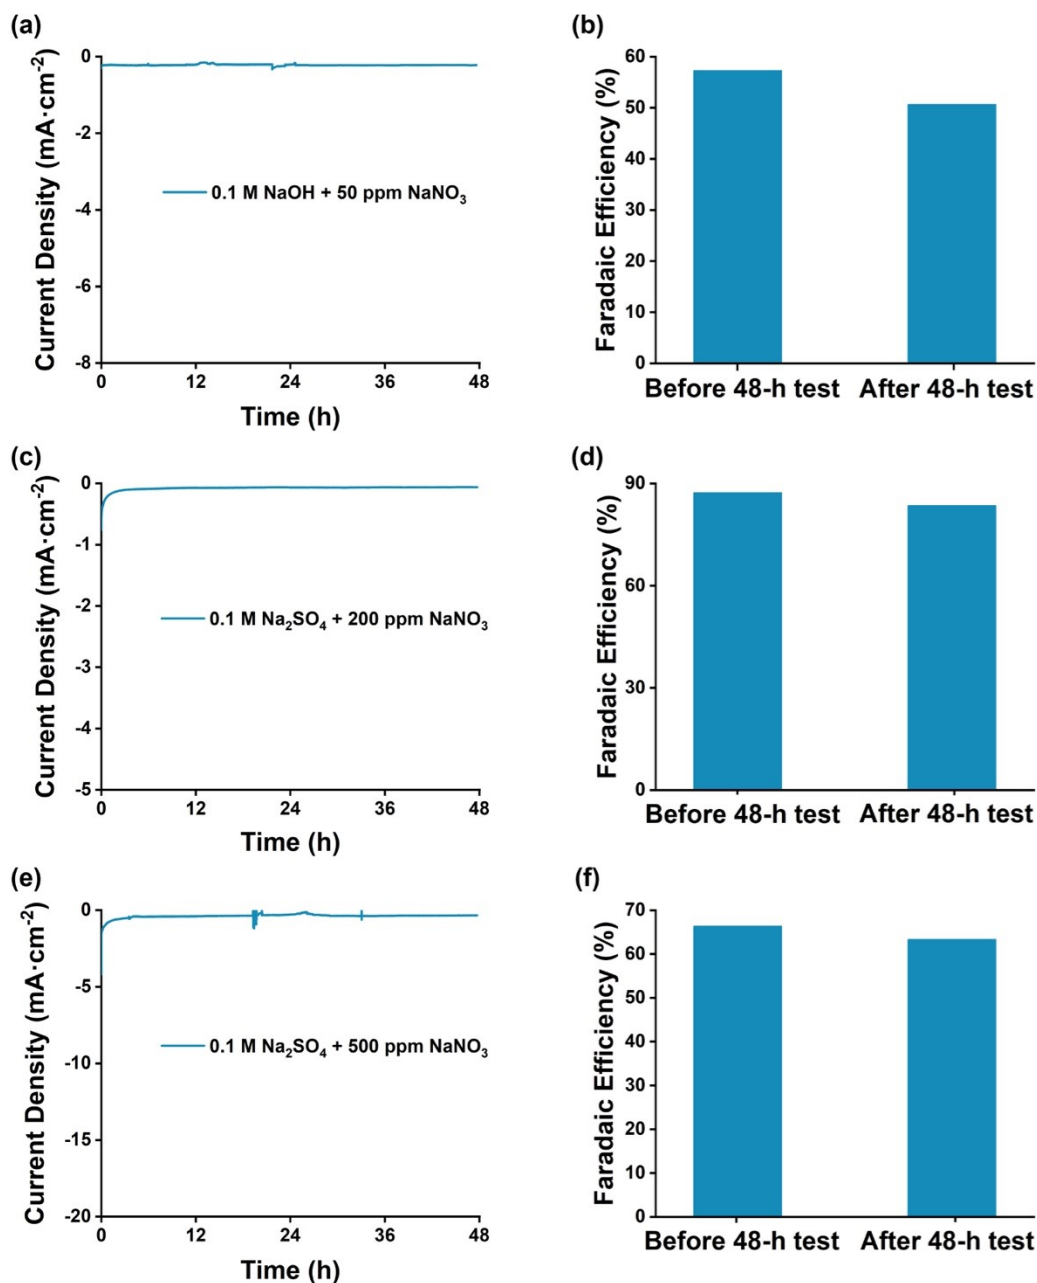 (a)
Current Density (mA·cm⁻²)
0
-2
-4
-6
-8
0.1 M NaOH + 50 ppm NaNO₃
0 12 24 36 48
Time (h)
(b)
Faradaic Efficiency (%)
60
50
40
30
20
10
0
Before 48-h test After 48-h test
(c)
Current Density (mA·cm⁻²)
0
-1
-2
-3
-4
-5
0.1 M Na₂SO₄ + 200 ppm NaNO₃
0 12 24 36 48
Time (h)
(d)
Faradaic Efficiency (%)
90
60
30
0
Before 48-h test After 48-h test
(e)
Current Density (mA·cm⁻²)
0
-5
-10
-15
-20
0.1 M Na₂SO₄ + 500 ppm NaNO₃
0 12 24 36 48
Time (h)
(f)
Faradaic Efficiency (%)
70
60
50
40
30
20
10
0
Before 48-h test After 48-h test